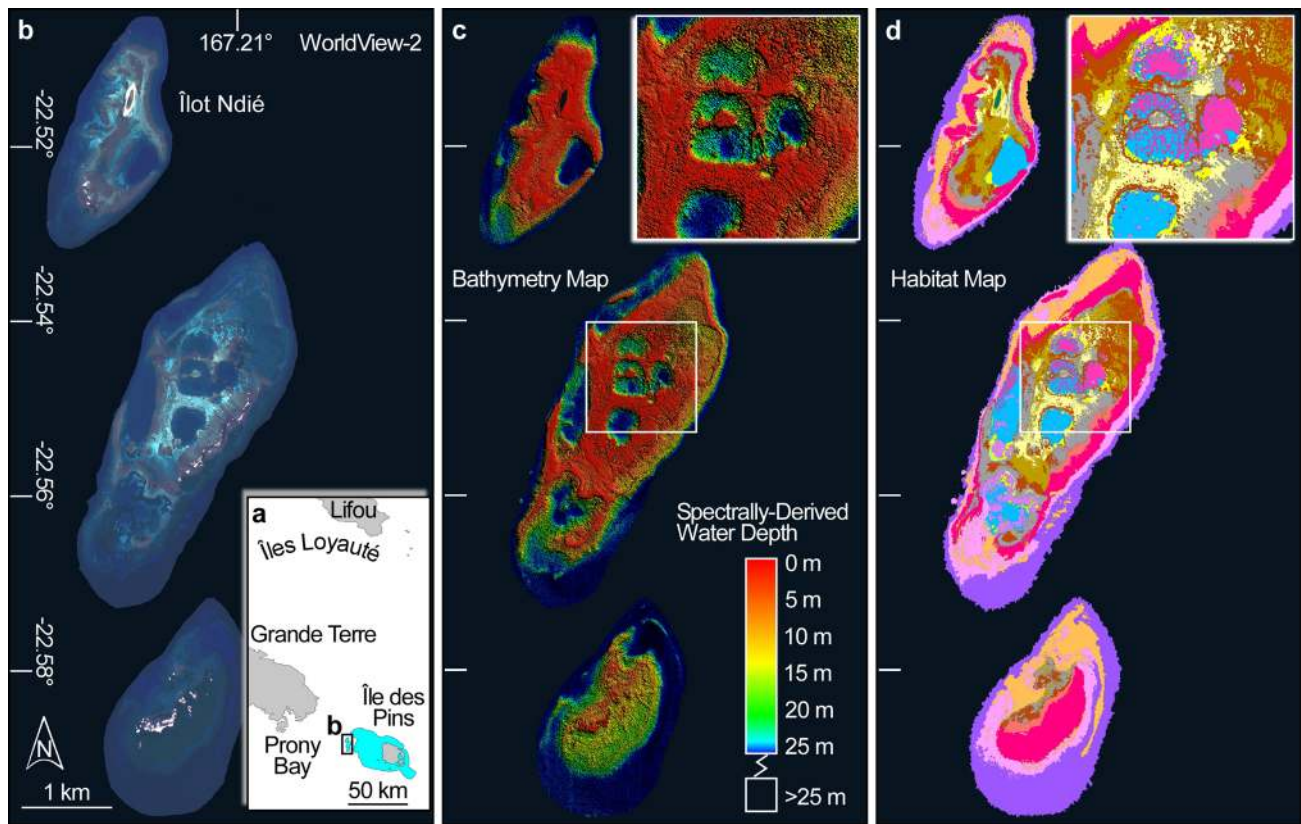 b
167.21°
WorldView-2
Îlot Ndié
-22.52°
-22.54°
-22.56°
-22.58°
N
1 km
a
Lifou
Îles Loyauté
Grande Terre
Île des
Pins
b
Prony
Bay
50 km
c
Bathymetry Map
Spectrally-Derived
Water Depth
0 m
5 m
10 m
15 m
20 m
25 m
>25 m
d
Habitat Map